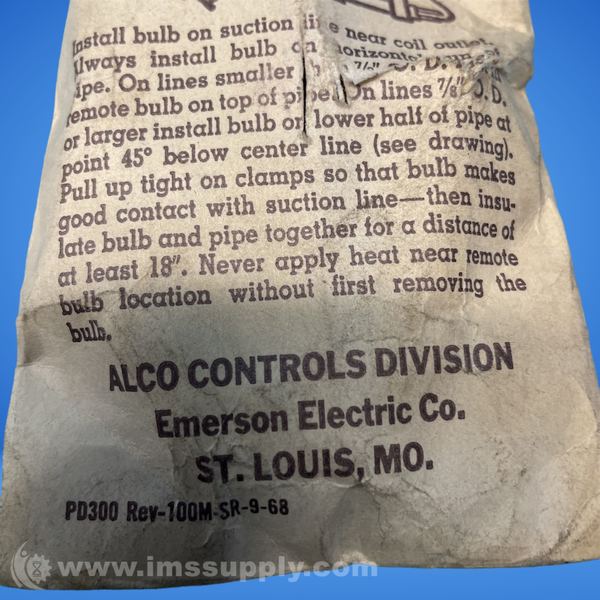 Install bulb on suction line near coil outlet.
Always install bulb on horizontal
pipe. On lines smaller than 7/8" O. D.
remote bulb on top of pipe. On lines 7/8" O. D.
or larger install bulb on lower half of pipe at
point 45° below center line (see drawing).
Pull up tight on clamps so that bulb makes
good contact with suction line—then insu-
late bulb and pipe together for a distance of
at least 18". Never apply heat near remote
bulb location without first removing the
bulb.
ALCO CONTROLS DIVISION
Emerson Electric Co.
ST. LOUIS, MO.
PD300 Rev-100M-SR-9-68
www.imssupply.com